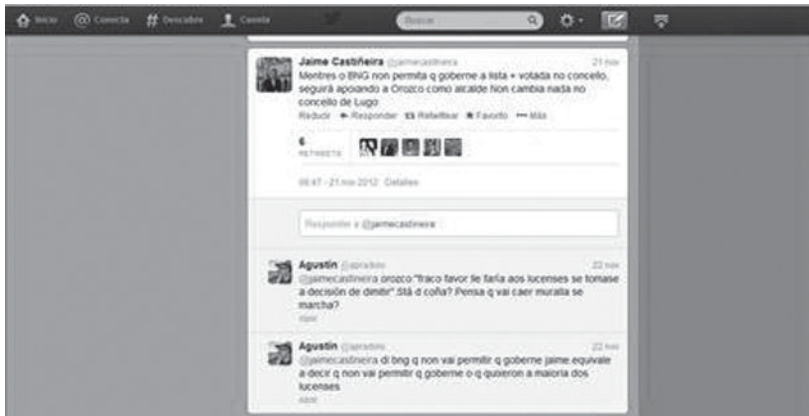 Inicio @ Conecta # Descubre Cuenta Buscar
Jaime Castiñeira @jaimecastineira 21 nov
Mentres o BNG non permita q goberne a lista + votada no concello,
seguirá apoiando a Orozco como alcalde Non cambia nada no
concello de Lugo
Reducir Responder Retwittear Favorito Más
6
RETWEETS
21 nov 2012 Detalles
Responder a @jaimecastineira
Agustín 22 nov
@jaimecastineira orozco:"fraco favor lle faría aos lucenses se tomase
a decisión de dimitir" Stá d coña? Pensa q vai caer muralla se
marcha?
Agustín 22 nov
@jaimecastineira di bng q non vai permitir q goberne jaime.equivale
a decir q non vai permitir q goberne o q quixeron a maioria dos
lucenses